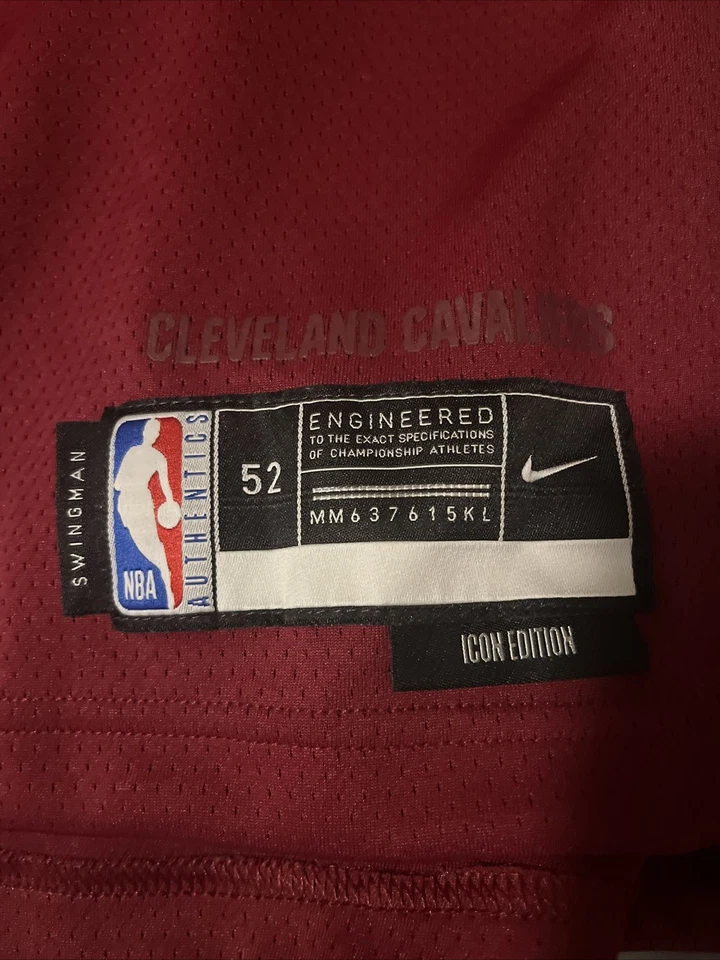 CLEVELAND CAVALIERS
SWINGMAN
NBA
AUTHENTICS
52
ENGINEERED
TO THE EXACT SPECIFICATIONS
OF CHAMPIONSHIP ATHLETES
MM637615KL
ICON EDITION